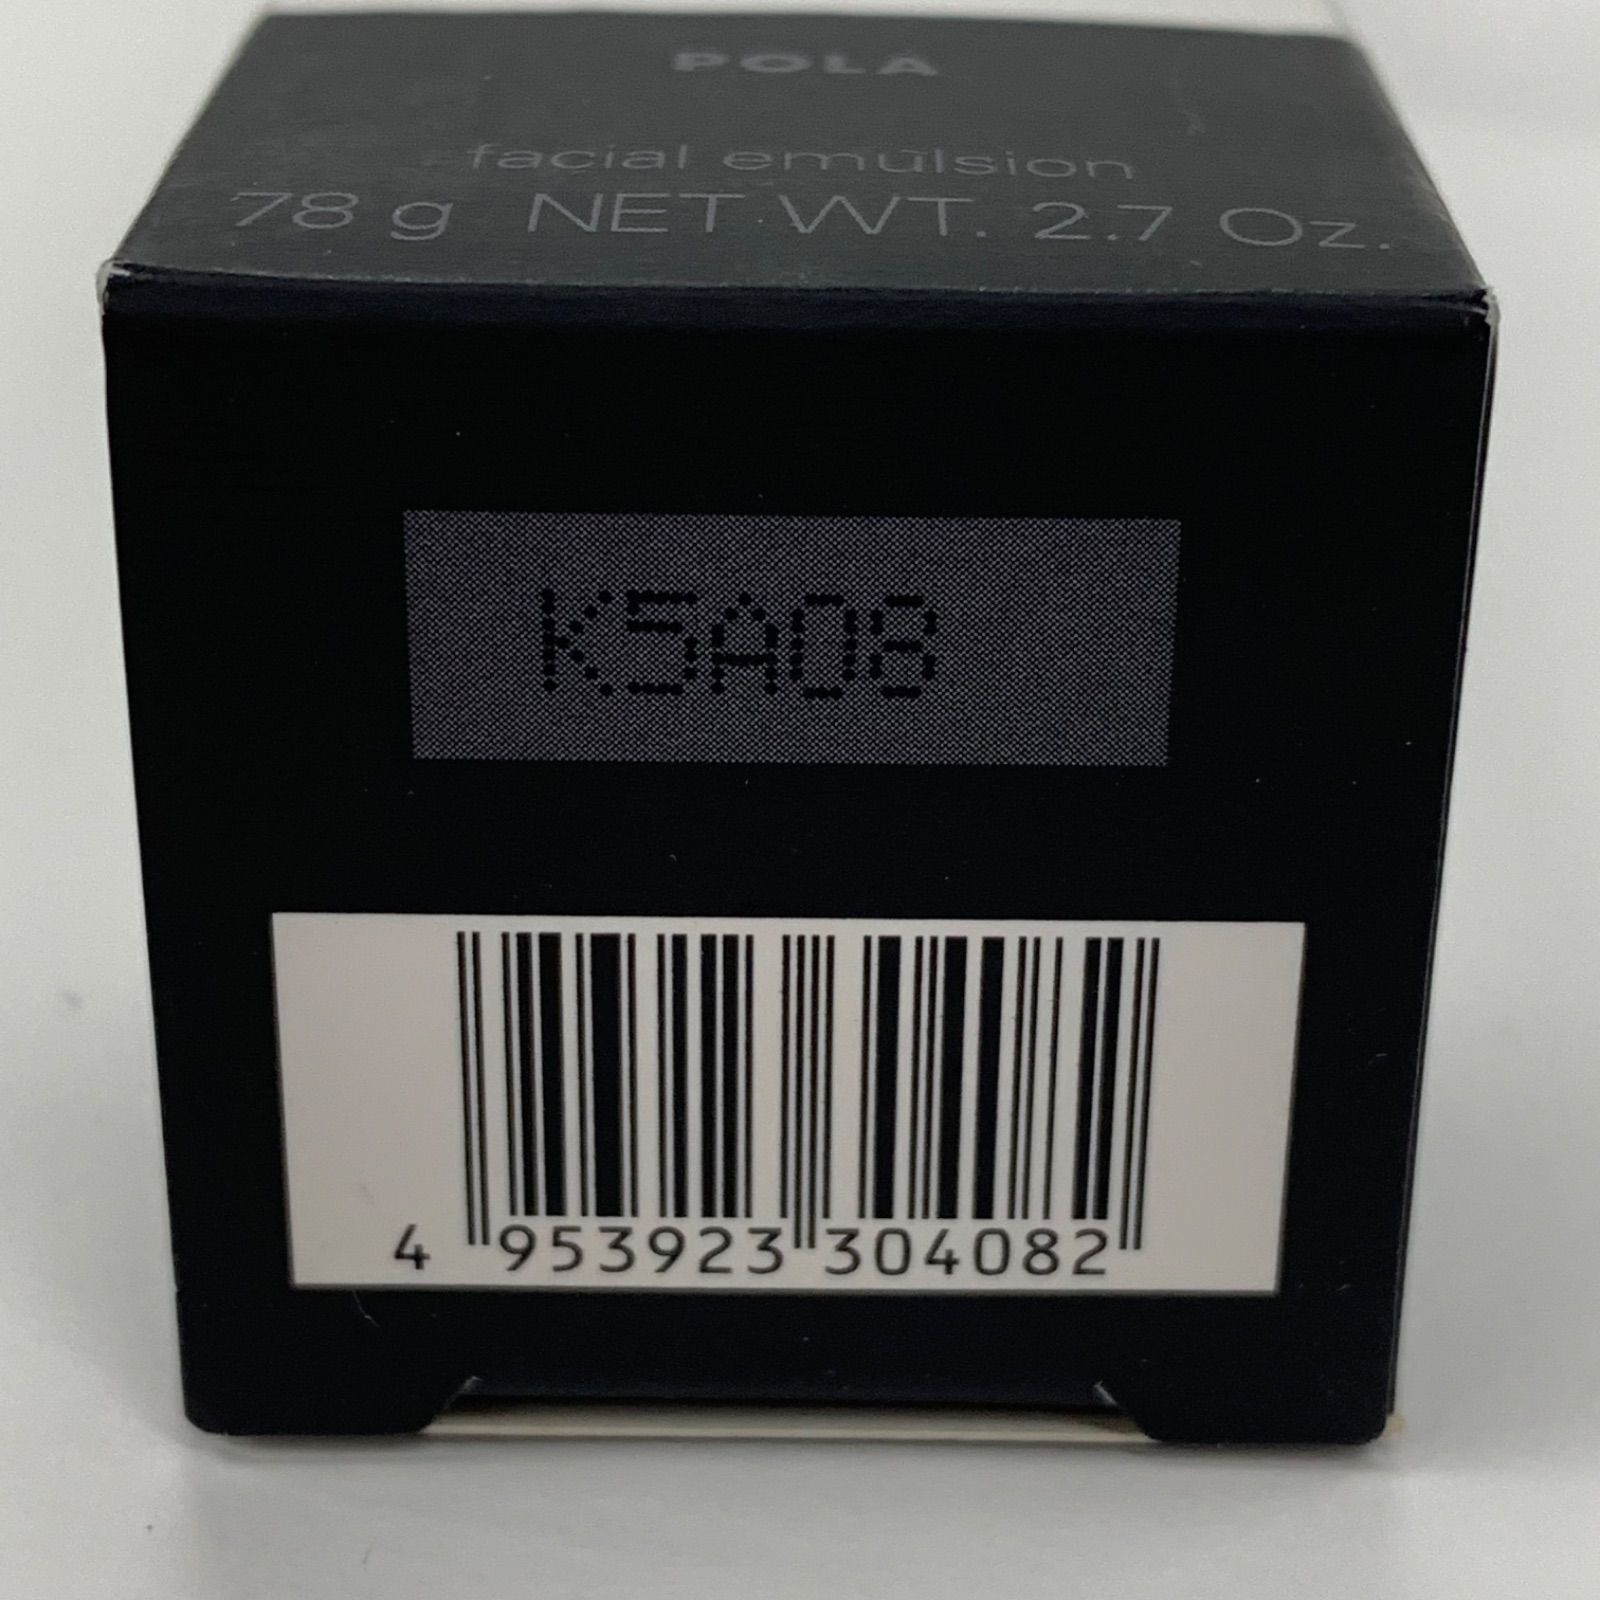 POLA
facial emulsion
78 g NET WT. 2.7 Oz.
K5A08
4 953923 304082